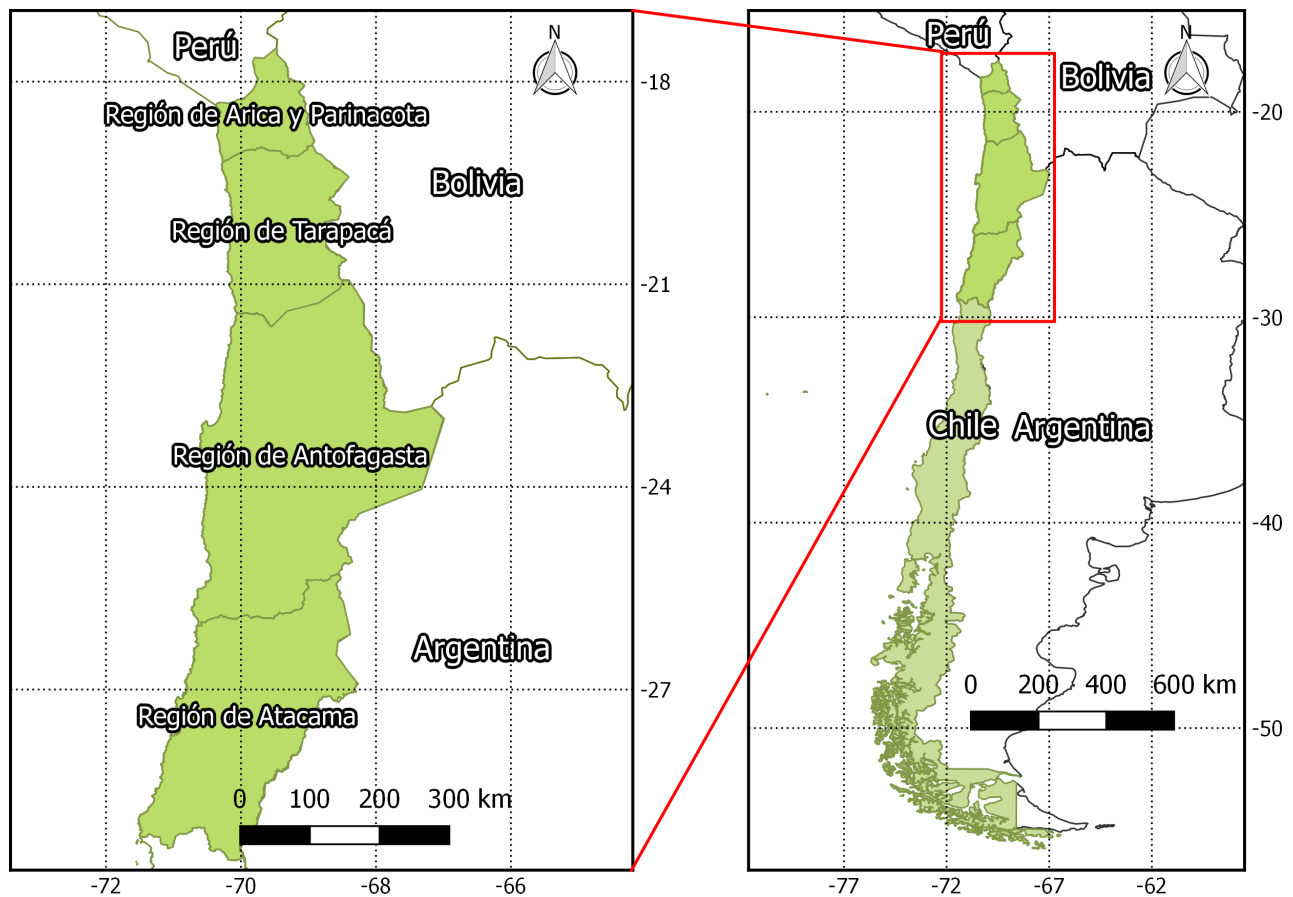 N
Perú
-18
Región de Arica y Parinacota
Bolivia
Región de Tarapacá
-21
Región de Antofagasta
-24
Argentina
-27
Región de Atacama
0 100 200 300 km
-72 -70 -68 -66
N
Perú
Bolivia
-20
-30
Chile Argentina
-40
0 200 400 600 km
-50
-77 -72 -67 -62